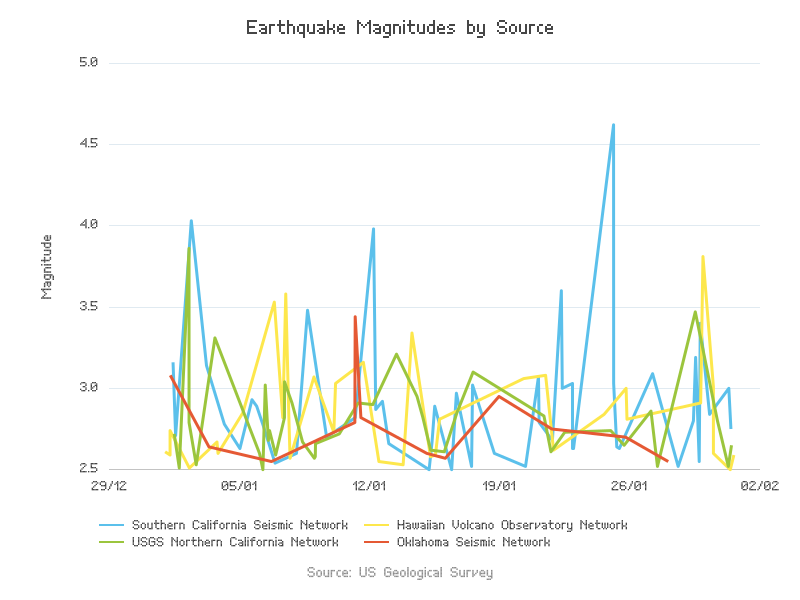 Earthquake Magnitudes by Source
5.0
4.5
4.0
3.5
3.0
2.5
Magnitude
29/12 05/01 12/01 19/01 26/01 02/02
Southern California Seismic Network Hawaiian Volcano Observatory Network
USGS Northern California Network Oklahoma Seismic Network
Source: US Geological Survey